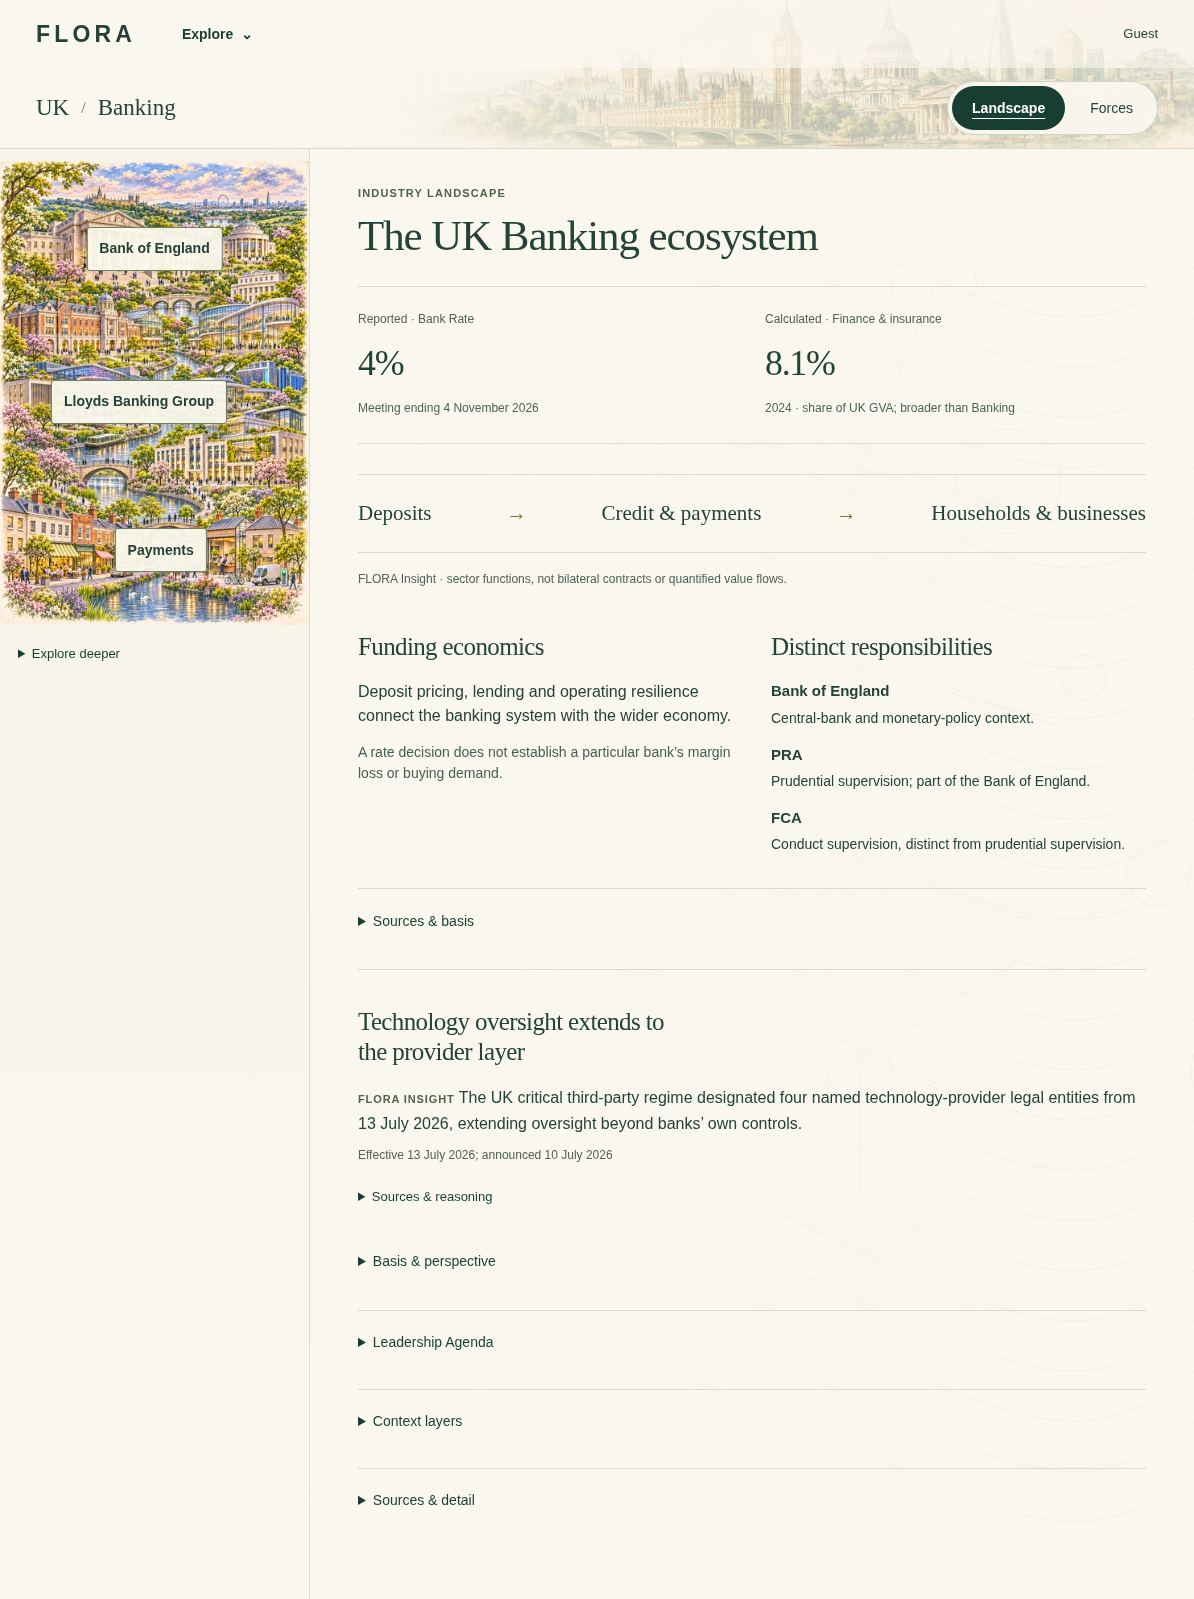 FLORA
Explore
Guest
UK / Banking
Landscape
Forces
Bank of England
Lloyds Banking Group
Payments
Explore deeper
INDUSTRY LANDSCAPE
The UK Banking ecosystem
Reported · Bank Rate
4%
Meeting ending 4 November 2026
Calculated · Finance & insurance
8.1%
2024 · share of UK GVA; broader than Banking
Deposits → Credit & payments → Households & businesses
FLORA Insight · sector functions, not bilateral contracts or quantified value flows.
Funding economics
Deposit pricing, lending and operating resilience
connect the banking system with the wider economy.
A rate decision does not establish a particular bank’s margin
loss or buying demand.
Distinct responsibilities
Bank of England
Central-bank and monetary-policy context.
PRA
Prudential supervision; part of the Bank of England.
FCA
Conduct supervision, distinct from prudential supervision.
Sources & basis
Technology oversight extends to
the provider layer
FLORA INSIGHT The UK critical third-party regime designated four named technology-provider legal entities from
13 July 2026, extending oversight beyond banks’ own controls.
Effective 13 July 2026; announced 10 July 2026
Sources & reasoning
Basis & perspective
Leadership Agenda
Context layers
Sources & detail